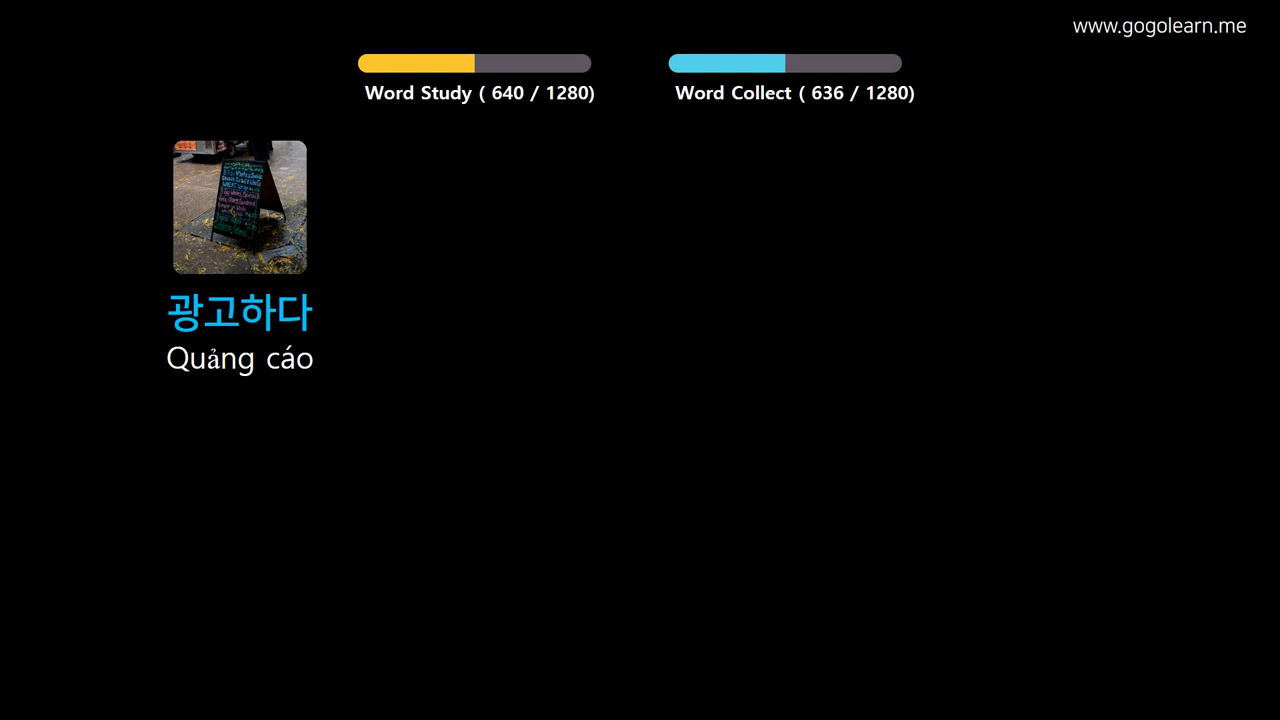 www.gogolearn.me
Word Study ( 640 / 1280)
Word Collect ( 636 / 1280)
광고하다
Quảng cáo